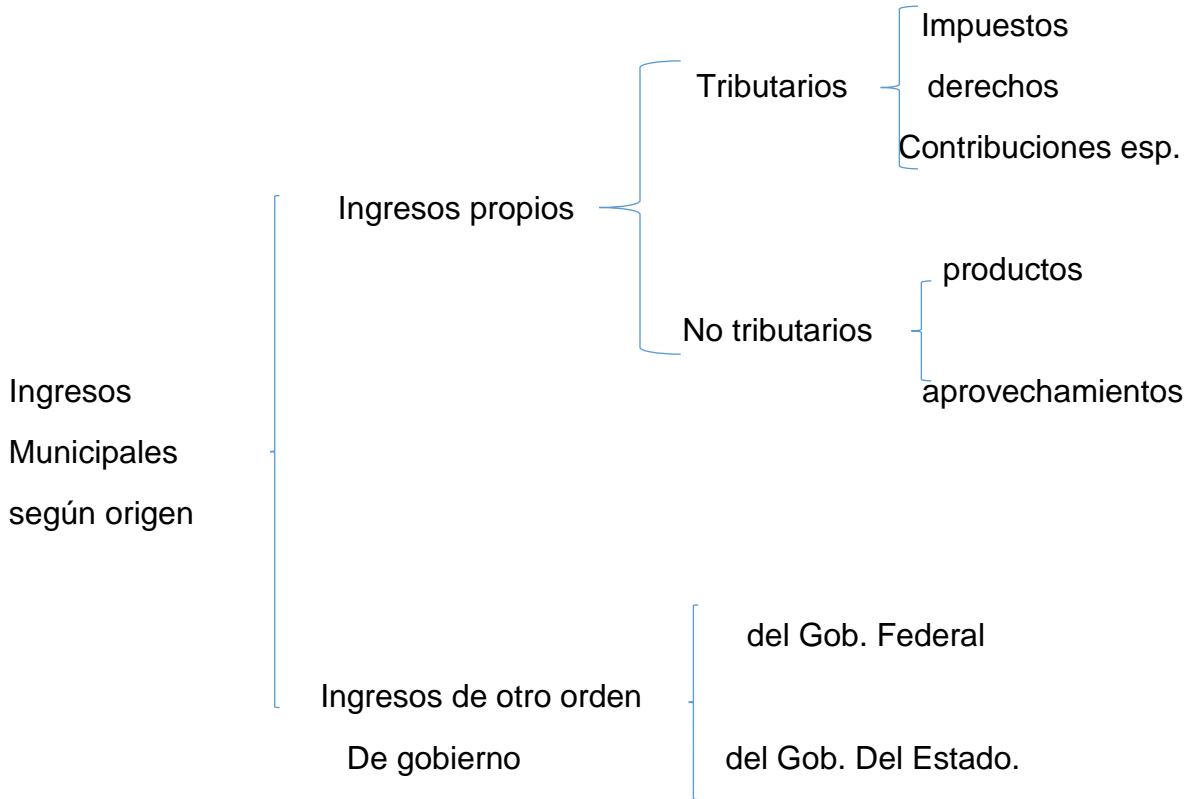 Impuestos
Tributarios derechos
Contribuciones esp.
Ingresos propios
productos
No tributarios
Ingresos aprovechamientos
Municipales
según origen
del Gob. Federal
Ingresos de otro orden
De gobierno del Gob. Del Estado.